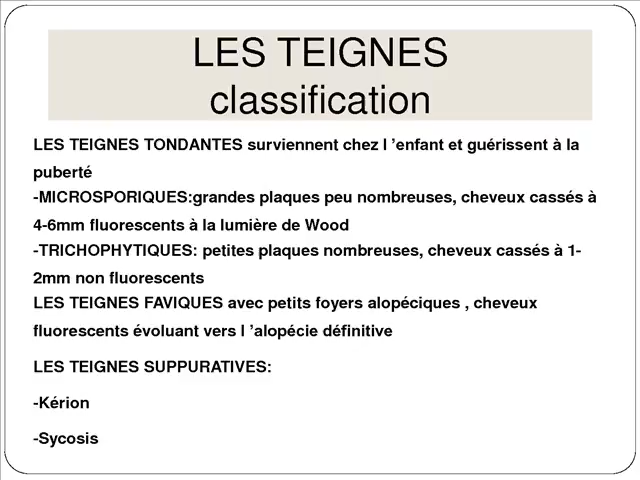 LES TEIGNES
classification
LES TEIGNES TONDANTES surviennent chez l ’enfant et guérissent à la
puberté
-MICROSPORIQUES:grandes plaques peu nombreuses, cheveux cassés à
4-6mm fluorescents à la lumière de Wood
-TRICHOPHYTIQUES: petites plaques nombreuses, cheveux cassés à 1-
2mm non fluorescents
LES TEIGNES FAVIQUES avec petits foyers alopéciques , cheveux
fluorescents évoluant vers l ’alopécie définitive
LES TEIGNES SUPPURATIVES:
-Kérion
-Sycosis